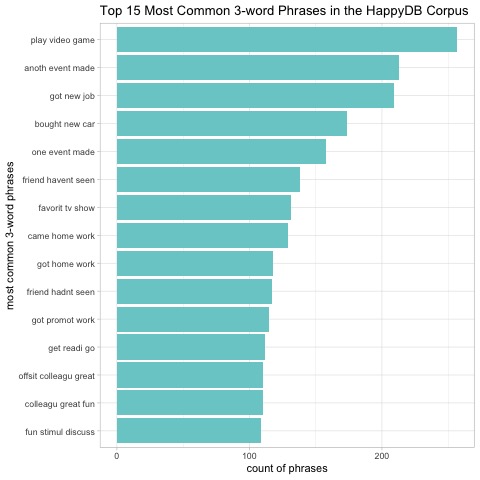 Top 15 Most Common 3-word Phrases in the HappyDB Corpus
most common 3-word phrases
play video game
anoth event made
got new job
bought new car
one event made
friend havent seen
favorit tv show
came home work
got home work
friend hadnt seen
got promot work
get readi go
offsit colleagu great
colleagu great fun
fun stimul discuss
0 100 200
count of phrases